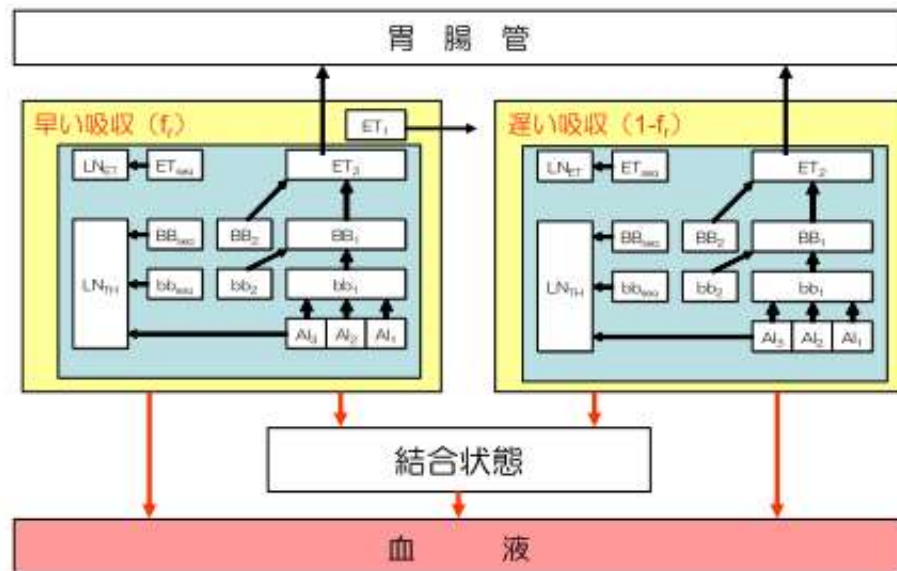 胃 腸 管
早い吸収（fr）
ET1
LNET
ETseq
ET2
BBseq
BB2
BB1
LNTH
bbseq
bb2
bb1
AI3
AI2
AI1
遅い吸収（1-fr）
LNET
ETseq
ET2
BBseq
BB2
BB1
LNTH
bbseq
bb2
bb1
AI3
AI2
AI1
結合状態
血 液